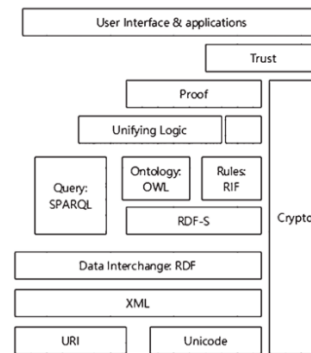 User Interface & applications
Trust
Proof
Unifying Logic
Query:
SPARQL
Ontology:
OWL
Rules:
RIF
RDF-S
Crypto
Data Interchange: RDF
XML
URI
Unicode